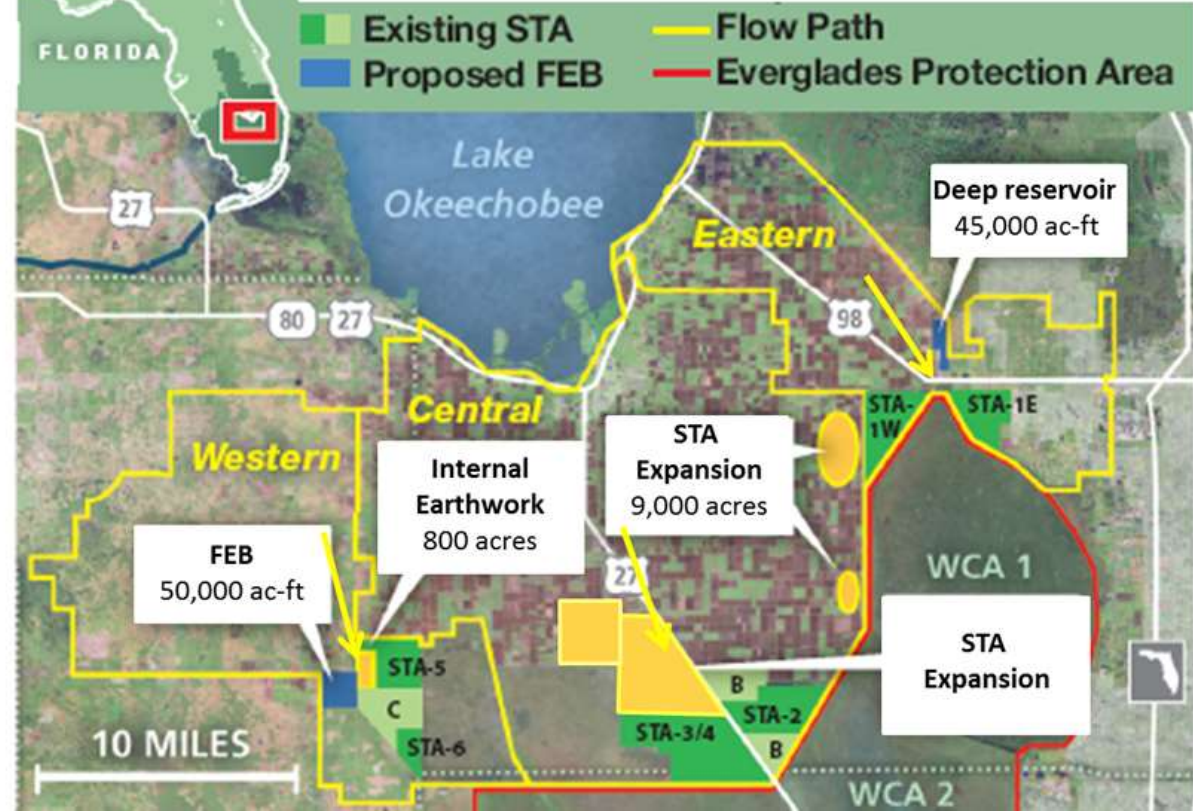 FLORIDA
Existing STA
Proposed FEB
Flow Path
Everglades Protection Area
Lake
Okeechobee
27
Deep reservoir
45,000 ac-ft
Eastern
80
27
98
Central
STA-
1W
STA-1E
Western
STA
Expansion
9,000 acres
Internal
Earthwork
800 acres
FEB
50,000 ac-ft
27
WCA 1
STA
Expansion
STA-5
B
C
STA-2
STA-3/4
STA-6
B
10 MILES
WCA 2